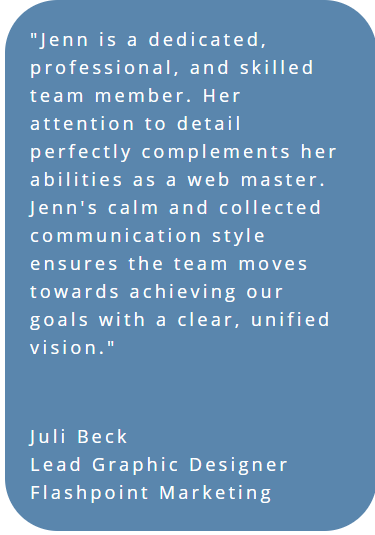 "Jenn is a dedicated,
professional, and skilled
team member. Her
attention to detail
perfectly complements her
abilities as a web master.
Jenn's calm and collected
communication style
ensures the team moves
towards achieving our
goals with a clear, unified
vision."
Juli Beck
Lead Graphic Designer
Flashpoint Marketing